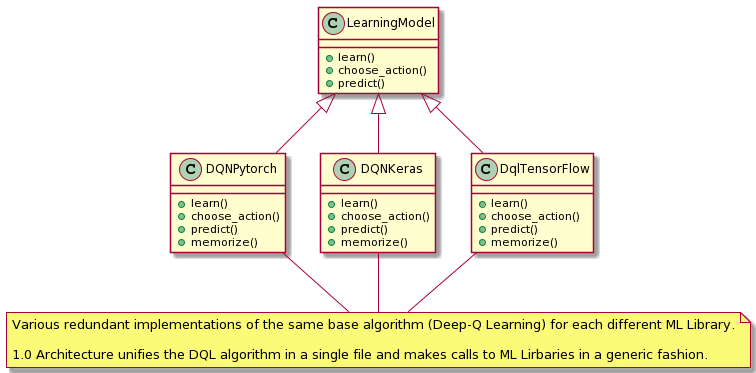 C LearningModel
learn()
choose_action()
predict()
C DQNPytorch
learn()
choose_action()
predict()
memorize()
C DQNKeras
learn()
choose_action()
predict()
memorize()
C DqlTensorFlow
learn()
choose_action()
predict()
memorize()
Various redundant implementations of the same base algorithm (Deep-Q Learning) for each different ML Library.
1.0 Architecture unifies the DQL algorithm in a single file and makes calls to ML Lirbaries in a generic fashion.